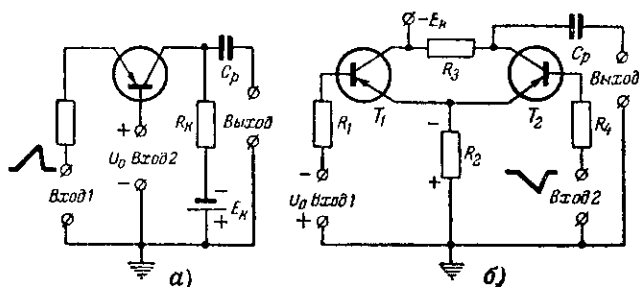 Cр
Rк
Выход
+
U₀ Вход2
-
Вход1
-
Eк
+
а)
-Eк
R₃
Cр
Выход
T₁
T₂
R₁
-
R₂
+
R₄
-
U₀ Вход1
+
Вход2
б)